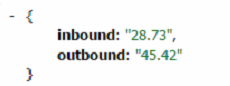 - {
inbound: "28.73",
outbound: "45.42"
}